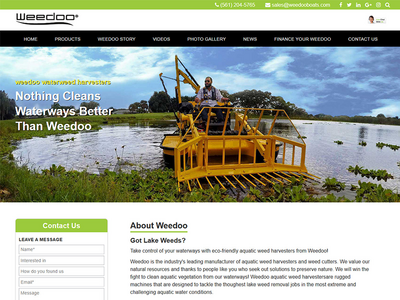 (561) 204-5765 sales@weedooboats.com
Weedoo
HOME PRODUCTS WEEDOO STORY VIDEOS PHOTO GALLERY NEWS FINANCE YOUR WEEDOO CONTACT US
weedoo waterweed harvesters
Nothing Cleans
Waterways Better
Than Weedoo
Contact Us
LEAVE A MESSAGE
Name*
Interested in
How do you found us
Email*
About Weedoo
Got Lake Weeds?
Take control of your waterways with eco-friendly aquatic weed harvesters from Weedoo!
Weedoo is the industry's leading manufacturer of aquatic weed harvesters and weed cutters. We value our
natural resources and thanks to people like you who seek out solutions to preserve nature. We will win the
fight to clean aquatic vegetation from our waterways! Weedoo aquatic weed harvestersare rugged
machines that are designed to tackle the thoughest lake weed removal jobs in the most extreme and
challenging aquatic water conditions.